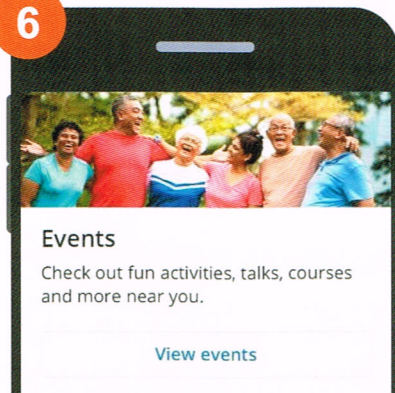 6
Events
Check out fun activities, talks, courses
and more near you.
View events